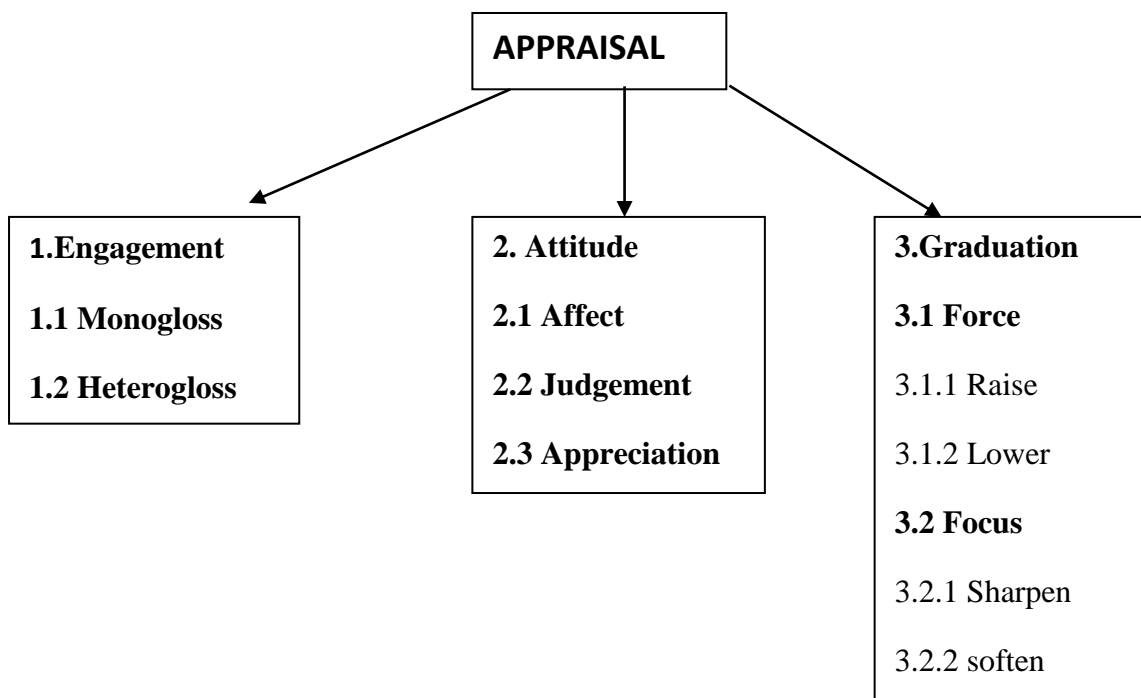 APPRAISAL
1.Engagement
1.1 Monogloss
1.2 Heterogloss
2. Attitude
2.1 Affect
2.2 Judgement
2.3 Appreciation
3.Graduation
3.1 Force
3.1.1 Raise
3.1.2 Lower
3.2 Focus
3.2.1 Sharpen
3.2.2 soften